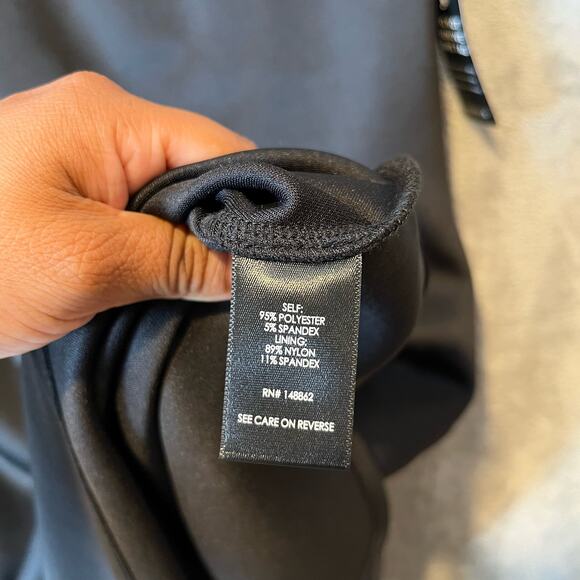 SELF:
95% POLYESTER
5% SPANDEX
LINING:
89% NYLON
11% SPANDEX
RN# 148862
SEE CARE ON REVERSE